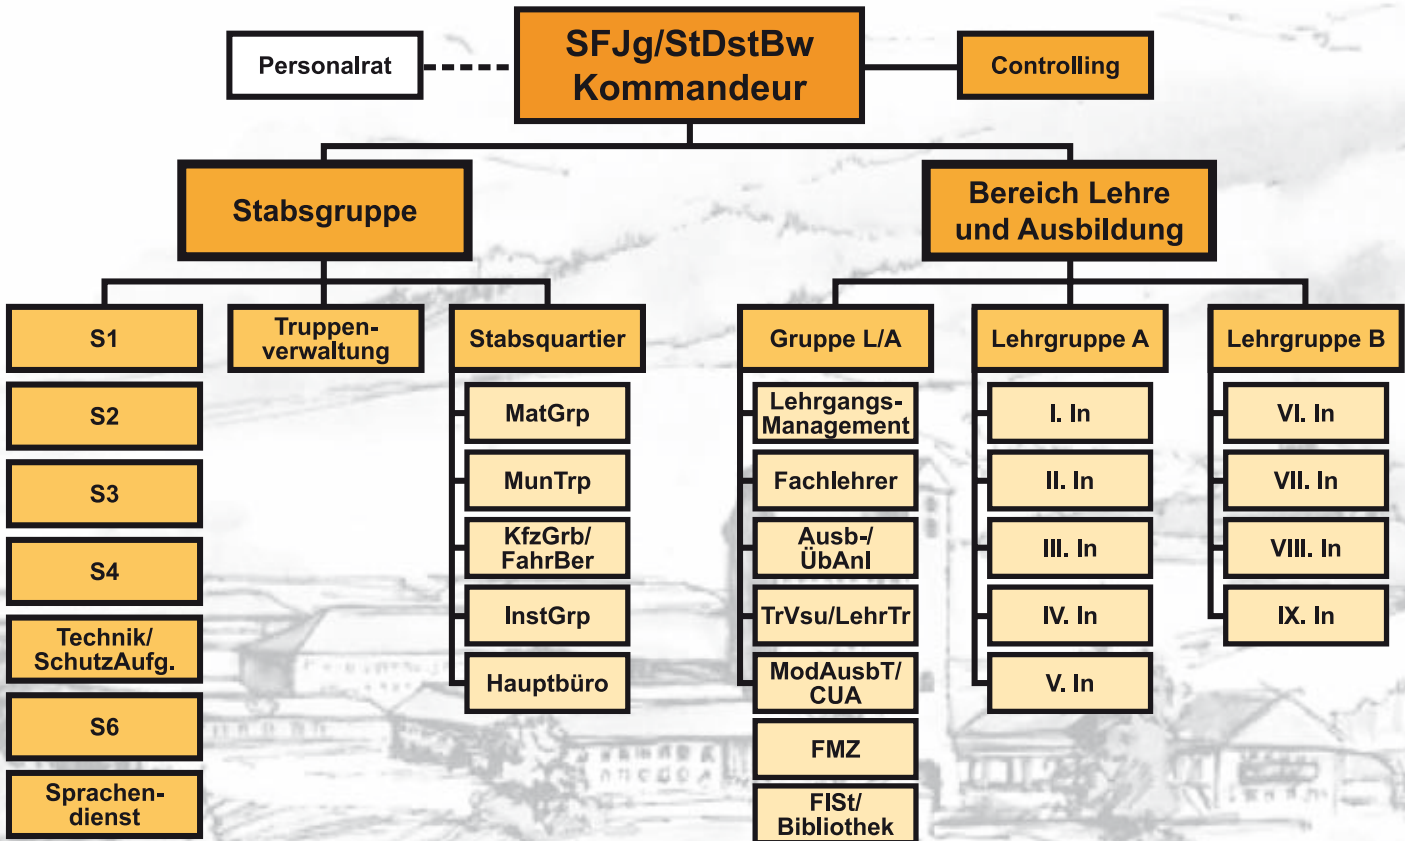 SFJg/StDstBw
Kommandeur
Personalrat
Controlling
Stabsgruppe
Bereich Lehre
und Ausbildung
S1
S2
S3
S4
Technik/
SchutzAufg.
S6
Sprachen-
dienst
Truppen-
verwaltung
Stabsquartier
MatGrp
MunTrp
KfzGrb/
FahrBer
InstGrp
Hauptbüro
Gruppe L/A
Lehrgangs-
Management
Fachlehrer
Ausb-/
ÜbAnl
TrVsu/LehrTr
ModAusbT/
CUA
FMZ
FISt/
Bibliothek
Lehrgruppe A
I. In
II. In
III. In
IV. In
V. In
Lehrgruppe B
VI. In
VII. In
VIII. In
IX. In